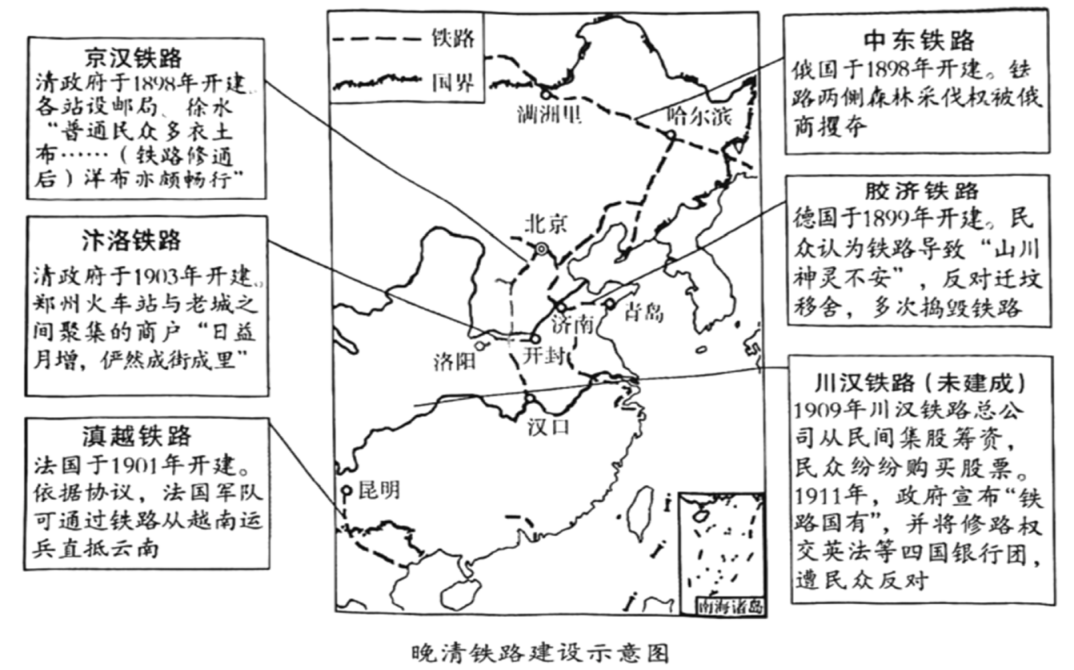 京汉铁路
清政府于1898年开建。
各站设邮局、徐水
“普通民众多衣土
布……（铁路修通
后）洋布亦颇畅行”
汴洛铁路
清政府于1903年开建。
郑州火车站与老城之
间聚集的商户“日益
月增，俨然成街成里”
滇越铁路
法国于1901年开建。
依据协议，法国军队
可通过铁路从越南运
兵直抵云南
铁路
国界
满洲里
哈尔滨
北京
济南
青岛
洛阳
开封
汉口
昆明
南海诸岛
中东铁路
俄国于1898年开建。铁
路两侧森林采伐权被俄
商攫夺
胶济铁路
德国于1899年开建。民
众认为铁路导致“山川
神灵不安”，反对迁坟
移舍，多次捣毁铁路
川汉铁路（未建成）
1909年川汉铁路总公
司从民间集股筹资，
民众纷纷购买股票。
1911年，政府宣布“铁
路国有”，并将修路权
交英法等四国银行团，
遭民众反对
晚清铁路建设示意图